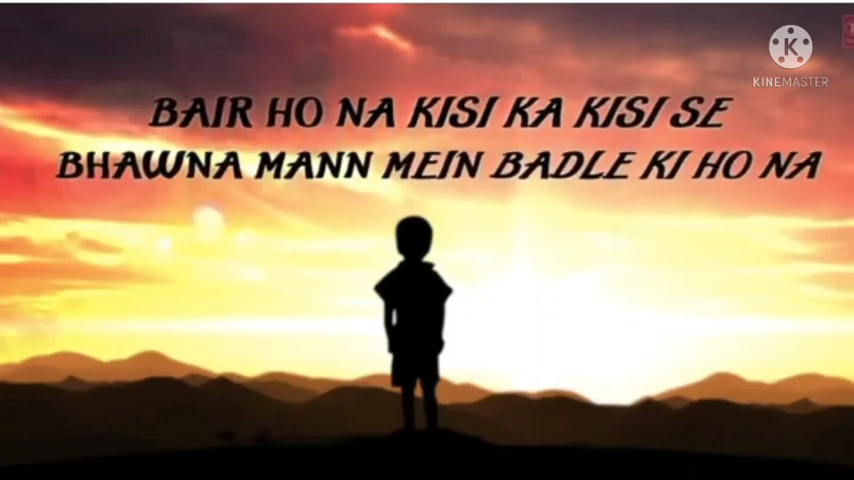 KINEMASTER
BAIR HO NA KISI KA KISI SE
BHAWNA MANN MEIN BADLE KI HO NA